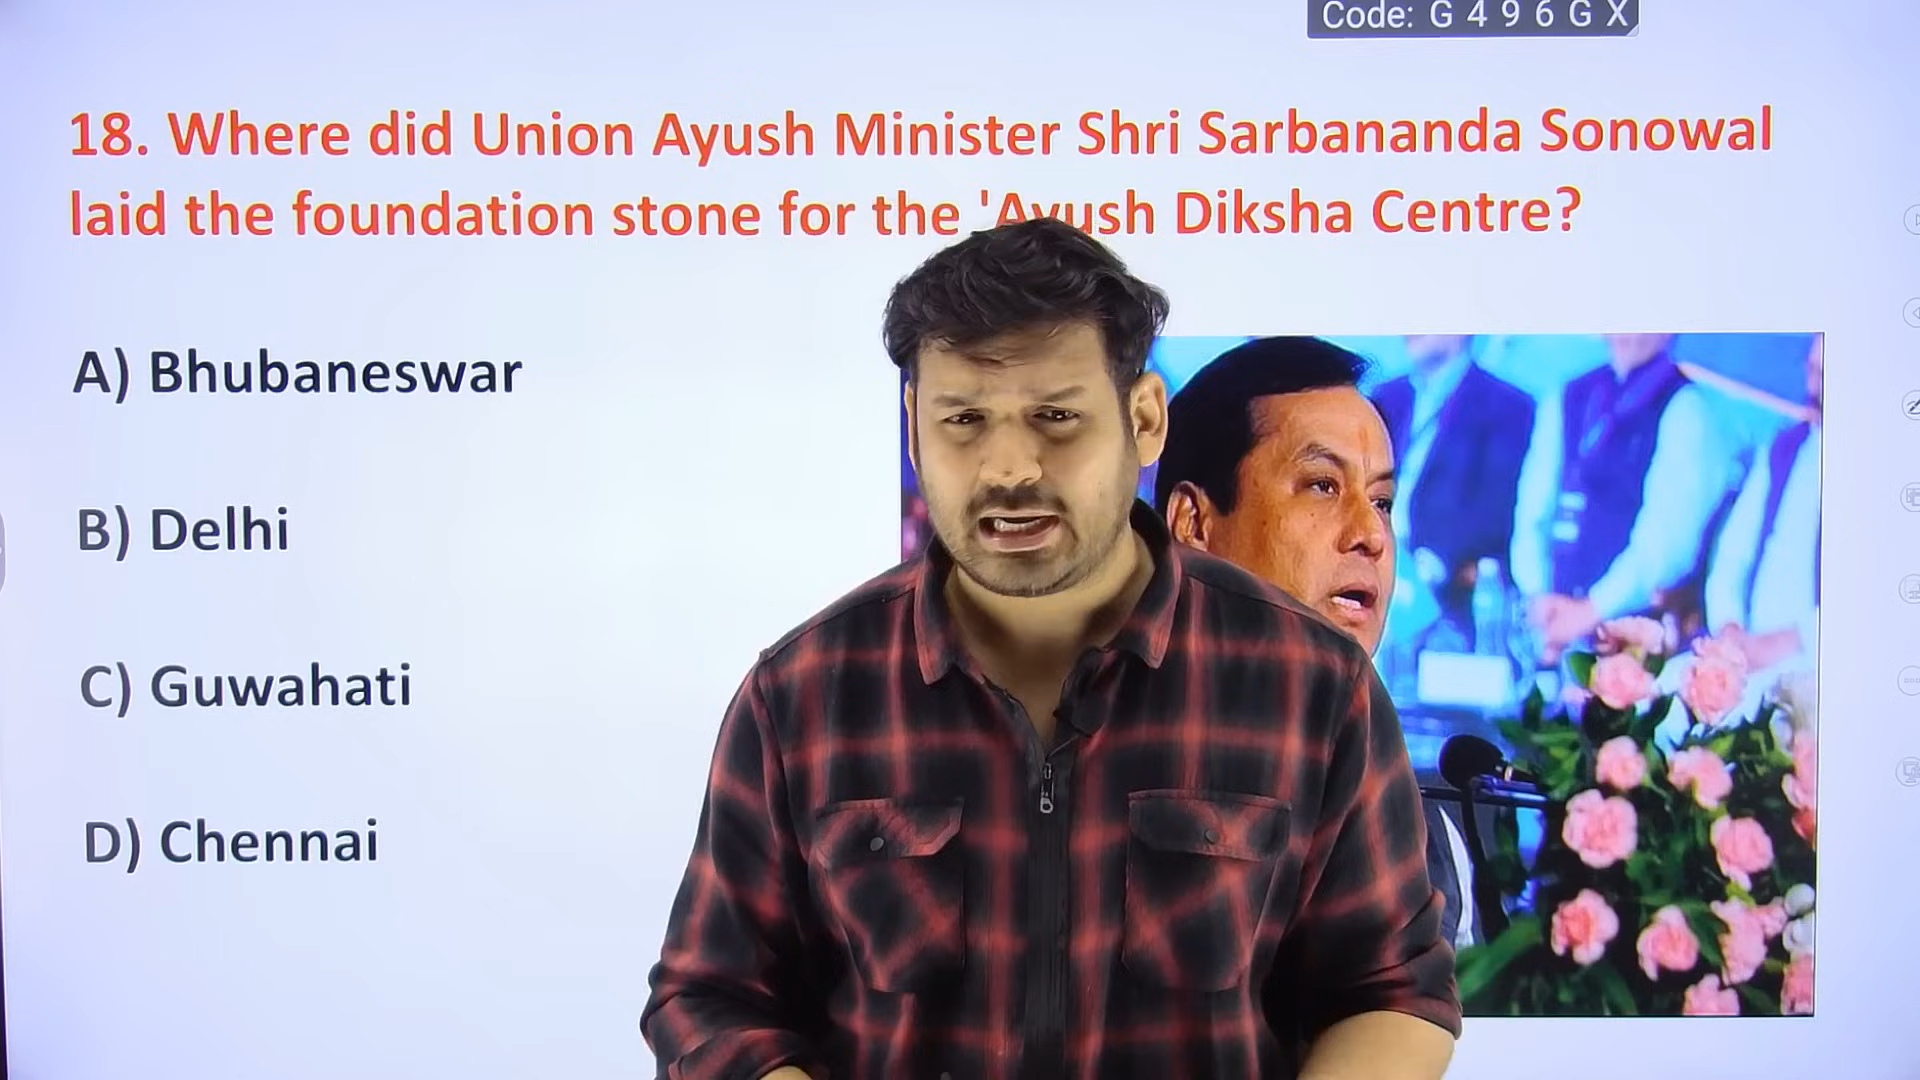 Code: G 4 9 6 G X
18. Where did Union Ayush Minister Shri Sarbananda Sonowal
laid the foundation stone for the 'Ayush Diksha Centre?
A) Bhubaneswar
B) Delhi
C) Guwahati
D) Chennai